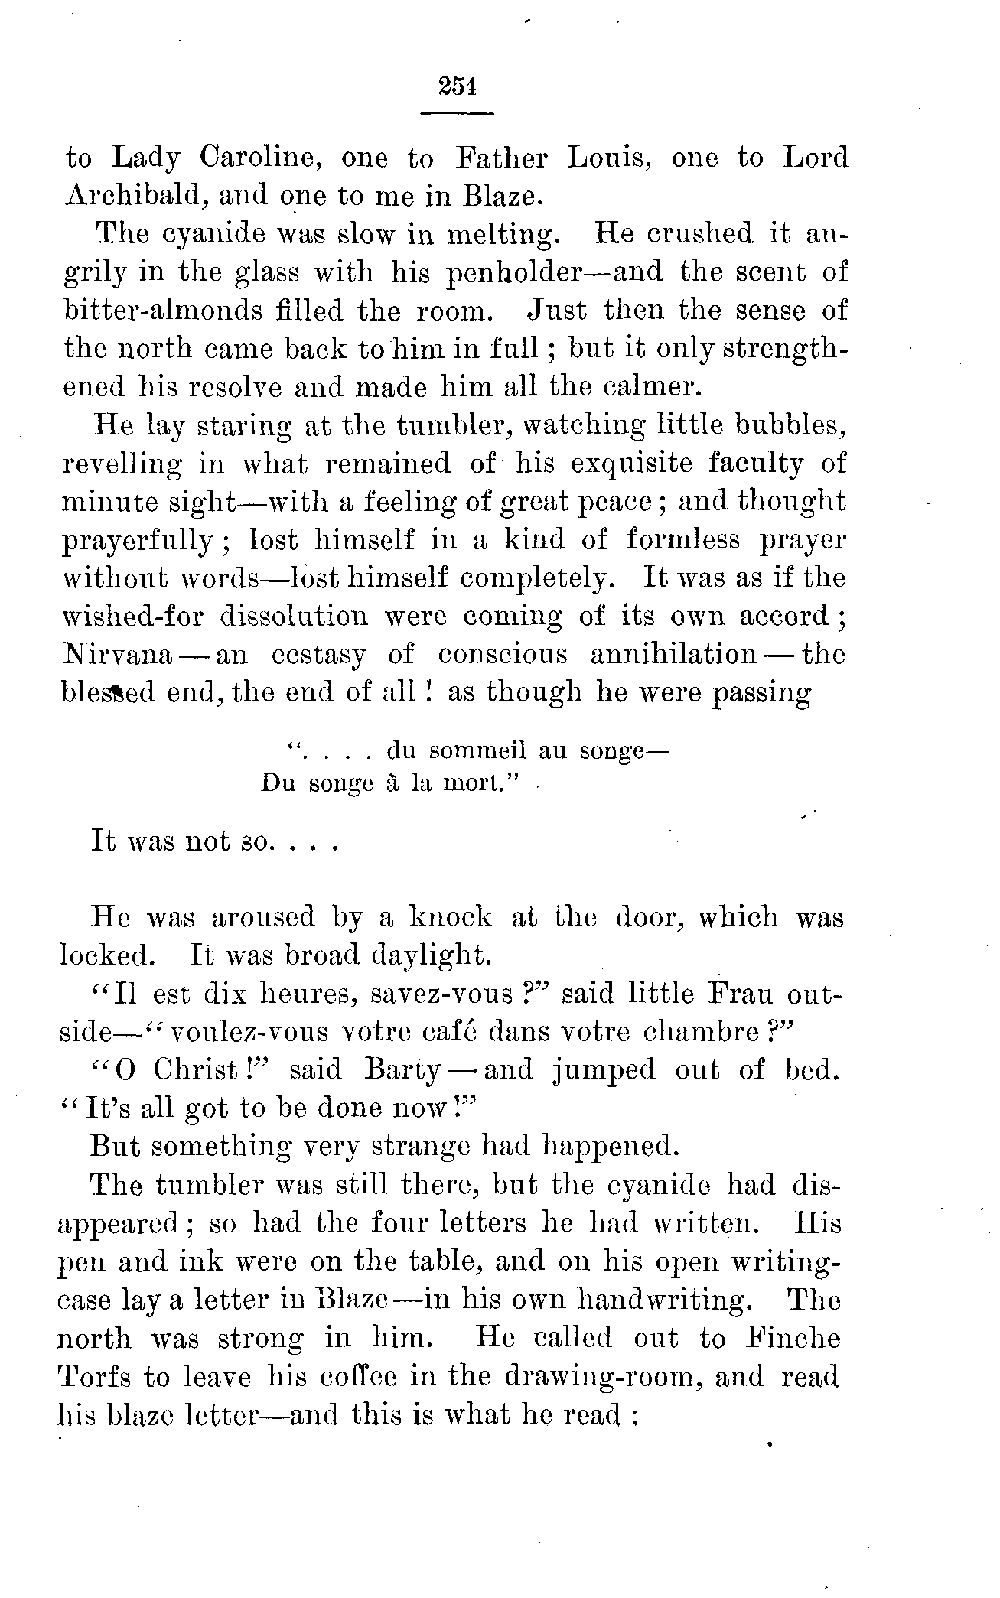 251
to Lady Caroline, one to Father Louis, one to Lord
Archibald, and one to me in Blaze.
The cyanide was slow in melting. He crushed it an-
grily in the glass with his penholder—and the scent of
bitter-almonds filled the room. Just then the sense of
the north came back to him in full ; but it only strength-
ened his resolve and made him all the calmer.
He lay staring at the tumbler, watching little bubbles,
revelling in what remained of his exquisite faculty of
minute sight—with a feeling of great peace ; and thought
prayerfully ; lost himself in a kind of formless prayer
without words—lost himself completely. It was as if the
wished-for dissolution were coming of its own accord ;
Nirvana — an ecstasy of conscious annihilation — the
blessed end, the end of all ! as though he were passing
“. . . . du sommeil au songe—
Du songe à la mort.”
It was not so. . . .
He was aroused by a knock at the door, which was
locked. It was broad daylight.
“Il est dix heures, savez-vous ?” said little Frau out-
side—“voulez-vous votre café dans votre chambre ?”
“O Christ !” said Barty — and jumped out of bed.
“It's all got to be done now !”
But something very strange had happened.
The tumbler was still there, but the cyanide had dis-
appeared ; so had the four letters he had written. His
pen and ink were on the table, and on his open writing-
case lay a letter in Blaze—in his own handwriting. The
north was strong in him. He called out to Finche
Torfs to leave his coffee in the drawing-room, and read
his blaze letter—and this is what he read :